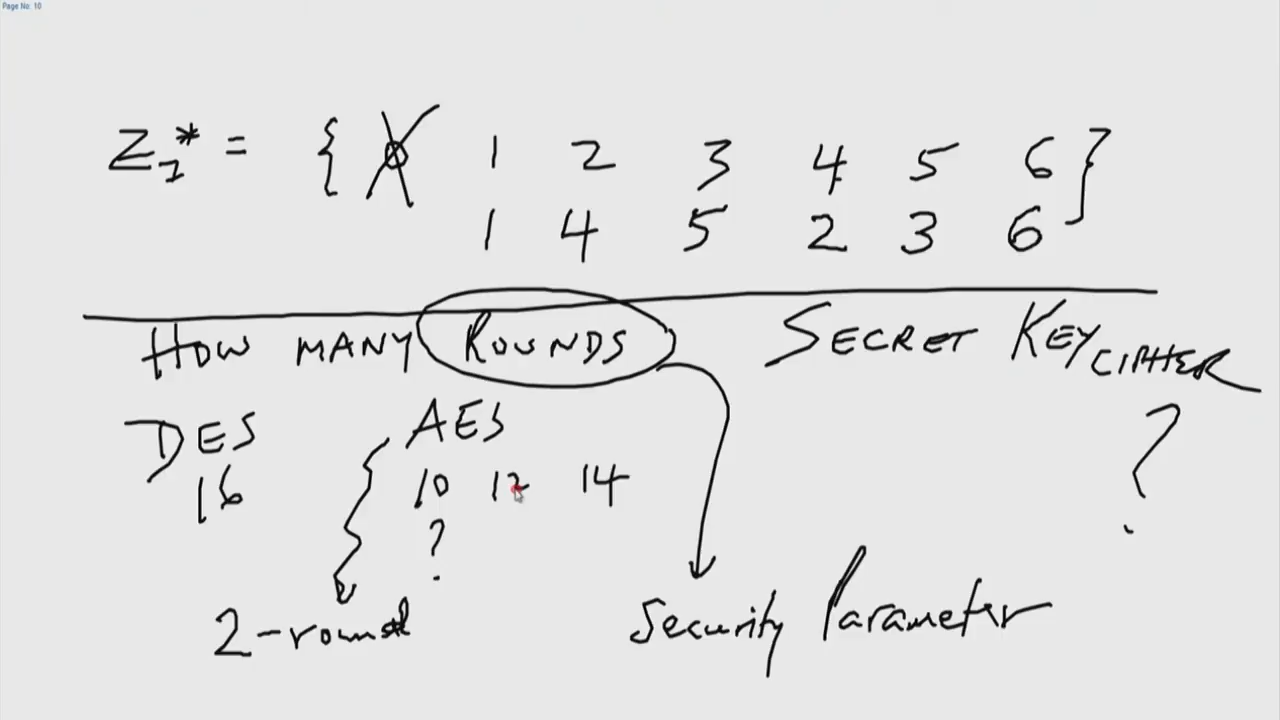 Page No: 10
Z₇* = { 0 1 2 3 4 5 6 }
1 4 5 2 3 6
HOW MANY ROUNDS SECRET KEY CIPHER
DES AES ?
16 10 12 14
?
2-round Security Parameter